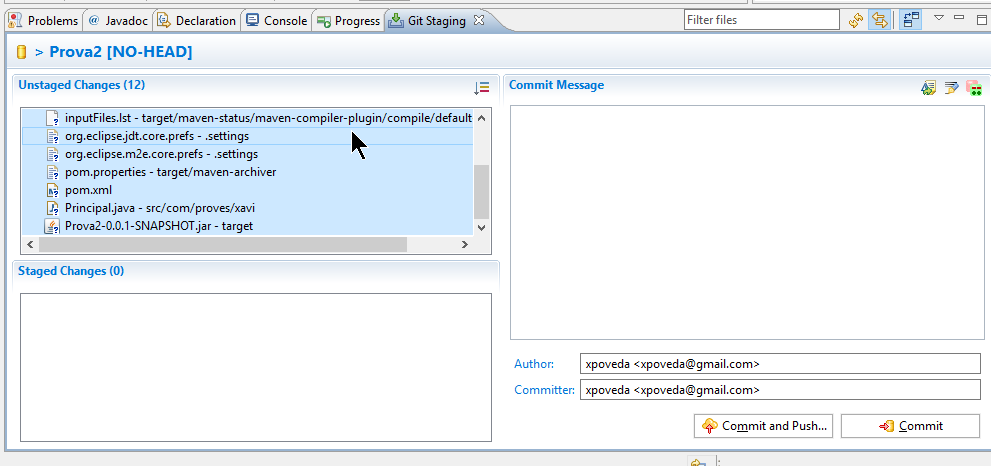 Problems @ Javadoc Declaration Console Progress Git Staging Filter files
> Prova2 [NO-HEAD]
Unstaged Changes (12)
inputFiles.lst - target/maven-status/maven-compiler-plugin/compile/default
org.eclipse.jdt.core.prefs - .settings
org.eclipse.m2e.core.prefs - .settings
pom.properties - target/maven-archiver
pom.xml
Principal.java - src/com/proves/xavi
Prova2-0.0.1-SNAPSHOT.jar - target
Staged Changes (0)
Commit Message
Author: xpoveda <xpoveda@gmail.com>
Committer: xpoveda <xpoveda@gmail.com>
Commit and Push... Commit